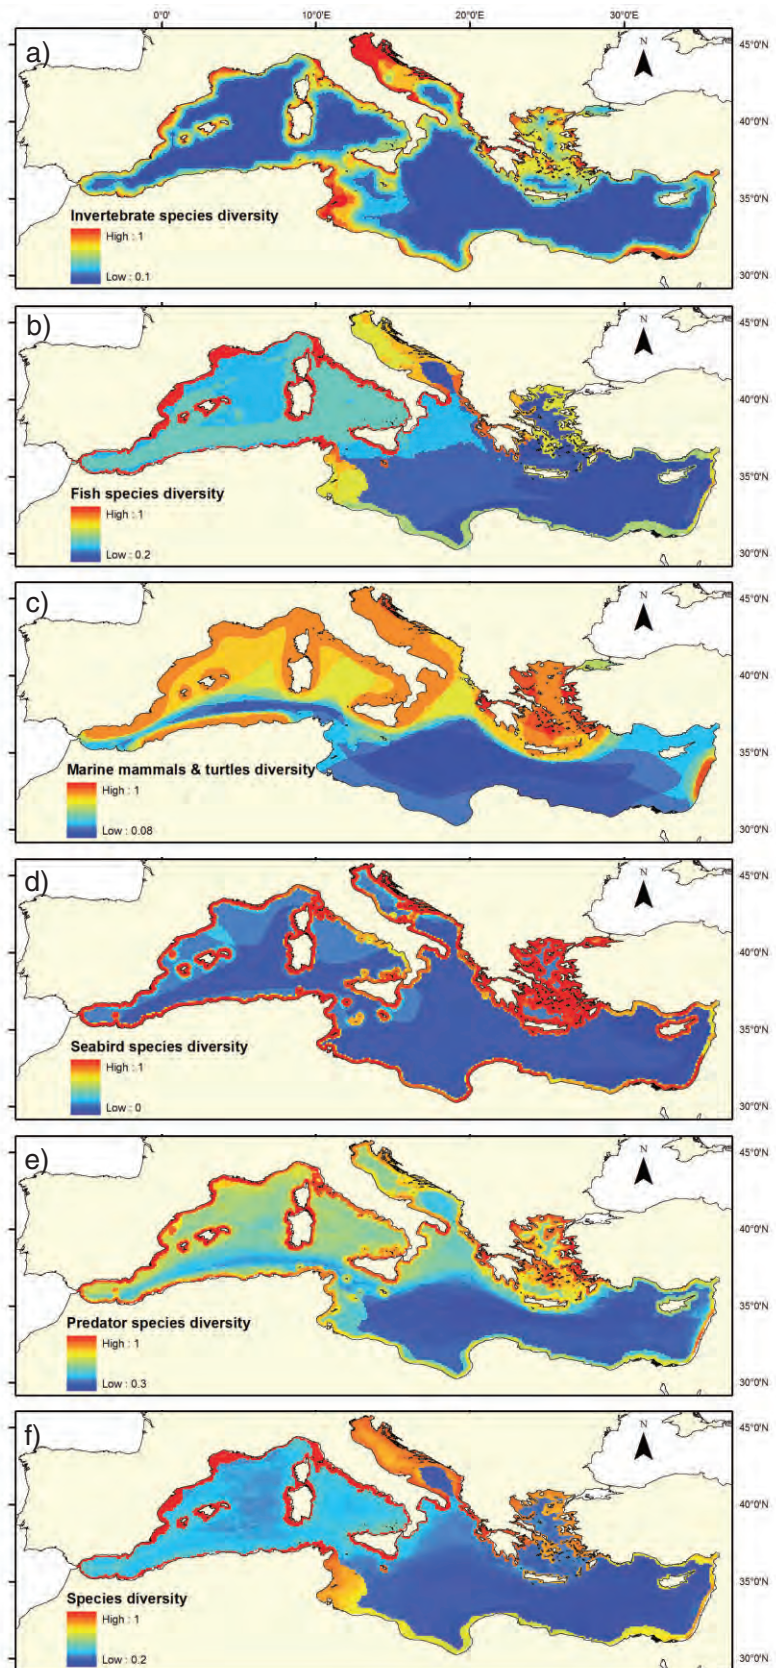 0°0' 10°0'E 20°0'E 30°0'E
a)
N
45°0'N
40°0'N
35°0'N
30°0'N
Invertebrate species diversity
High : 1
Low : 0.1
b)
N
45°0'N
40°0'N
35°0'N
30°0'N
Fish species diversity
High : 1
Low : 0.2
c)
N
45°0'N
40°0'N
35°0'N
30°0'N
Marine mammals & turtles diversity
High : 1
Low : 0.08
d)
N
45°0'N
40°0'N
35°0'N
30°0'N
Seabird species diversity
High : 1
Low : 0
e)
N
45°0'N
40°0'N
35°0'N
30°0'N
Predator species diversity
High : 1
Low : 0.3
f)
N
45°0'N
40°0'N
35°0'N
30°0'N
Species diversity
High : 1
Low : 0.2